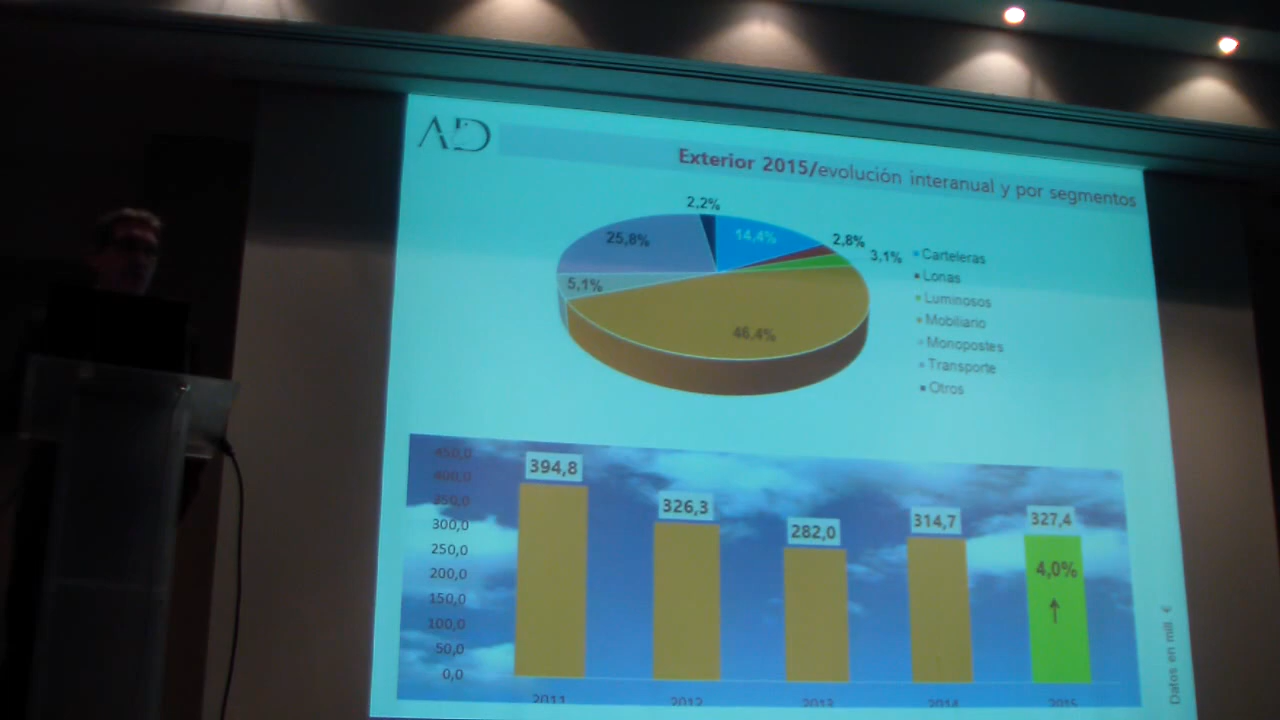 AD
Exterior 2015/evolución interanual y por segmentos
2,2%
25,8%
14,4%
2,8%
3,1%
5,1%
46,4%
Carteleras
Lonas
Luminosos
Mobiliario
Monopostes
Transporte
Otros
450,0
400,0
350,0
300,0
250,0
200,0
150,0
100,0
50,0
0,0
394,8
326,3
282,0
314,7
327,4
4,0%
2011
2012
2013
2014
2015
Datos en mill. €